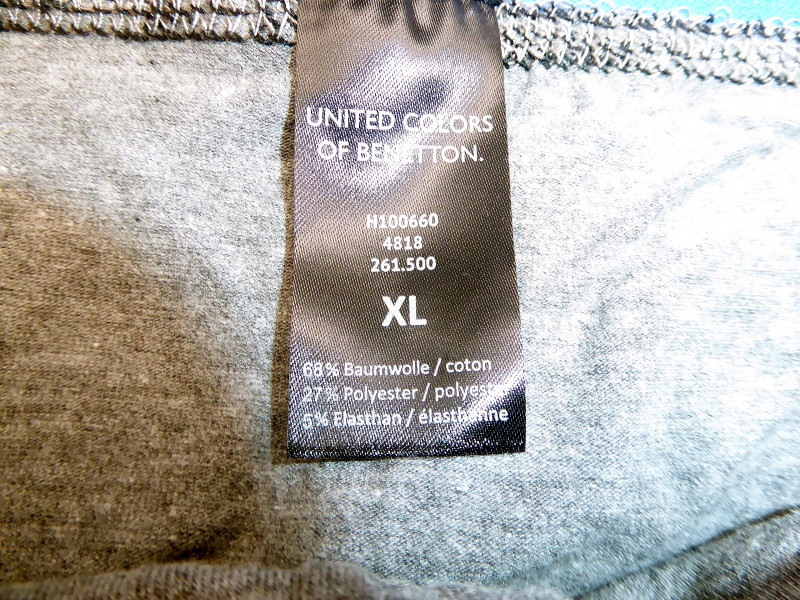 UNITED COLORS
OF BENETTON.
H100660
4818
261.500
XL
68% Baumwolle / coton
27% Polyester / polyester
5% Elasthan / élasthanne